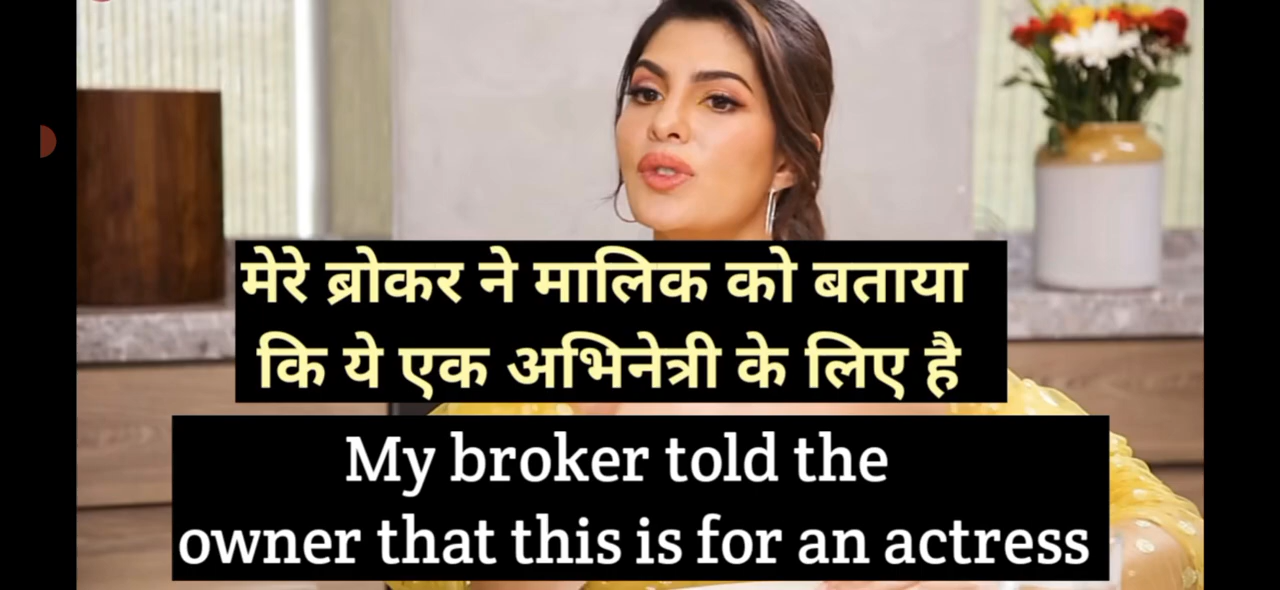 मेरे ब्रोकर ने मालिक को बताया
कि ये एक अभिनेत्री के लिए है
My broker told the
owner that this is for an actress